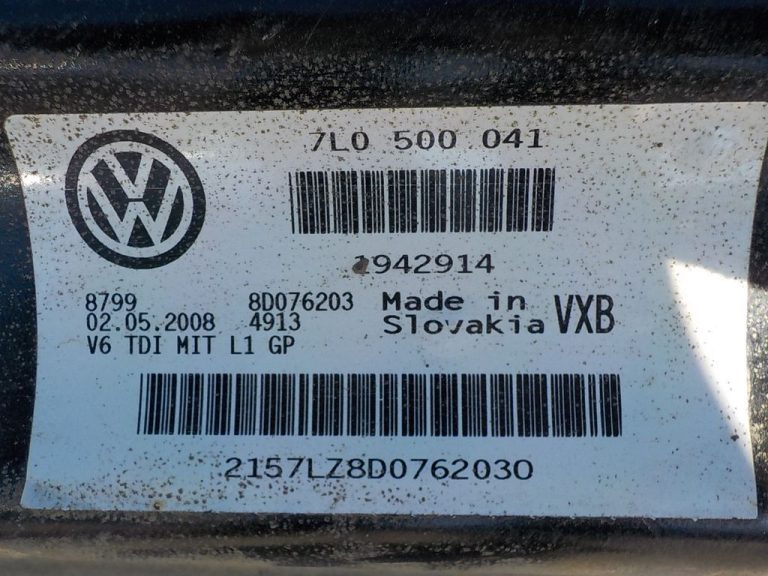 7L0 500 041
1942914
8799 8D076203 Made in
02.05.2008 4913 Slovakia VXB
V6 TDI MIT L1 GP
2157LZ8D0762030